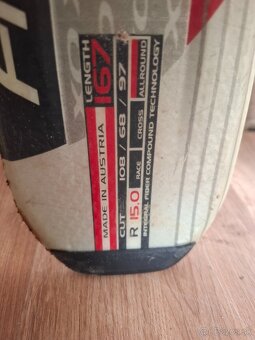 LENGTH
167
MADE IN AUSTRIA
CUT 108 / 68 / 97
R 15.0 RACE CROSS ALLROUND
INTEGRAL FIBER COMPOUND TECHNOLOGY